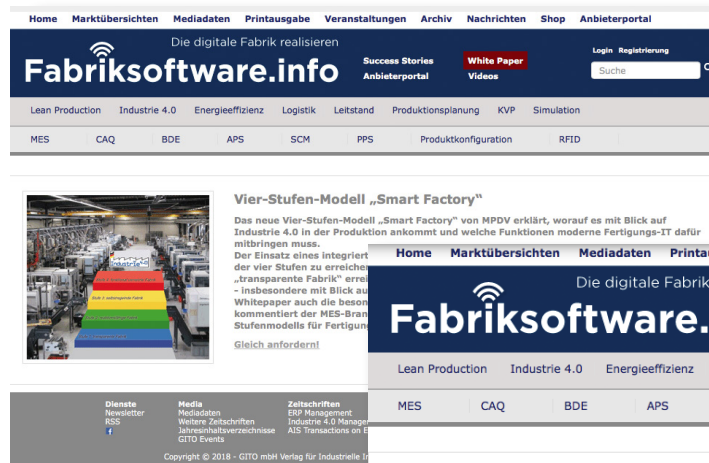 Home Marktübersichten Mediadaten Printausgabe Veranstaltungen Archiv Nachrichten Shop Anbieterportal
Die digitale Fabrik realisieren
Fabriksoftware.info
Success Stories White Paper
Anbieterportal Videos
Login Registrierung
Suche
Lean Production Industrie 4.0 Energieeffizienz Logistik Leitstand Produktionsplanung KVP Simulation
MES CAQ BDE APS SCM PPS Produktkonfiguration RFID
Vier-Stufen-Modell „Smart Factory“
Das neue Vier-Stufen-Modell „Smart Factory“ von MPDV erklärt, worauf es mit Blick auf
Industrie 4.0 in der Produktion ankommt und welche Funktionen moderne Fertigungs-IT dafür
mitbringen muss.
Der Einsatz eines integriert
der vier Stufen zu erreichen
„transparente Fabrik“ errei
- insbesondere mit Blick au
Whitepaper auch die beson
kommentiert der MES-Bran
Stufenmodells für Fertigun
Gleich anfordern!
Industrie 4.0
Dienste
Newsletter
RSS
Media
Mediadaten
Weitere Zeitschriften
Jahresinhaltsverzeichnisse
GITO Events
Zeitschriften
ERP Management
Industrie 4.0 Manage
AIS Transactions on E
Copyright © 2018 - GITO mbH Verlag für Industrielle I
Home Marktübersichten Mediadaten Printa
Die digitale Fabrik
Fabriksoftware.
Lean Production Industrie 4.0 Energieeffizienz
MES CAQ BDE APS